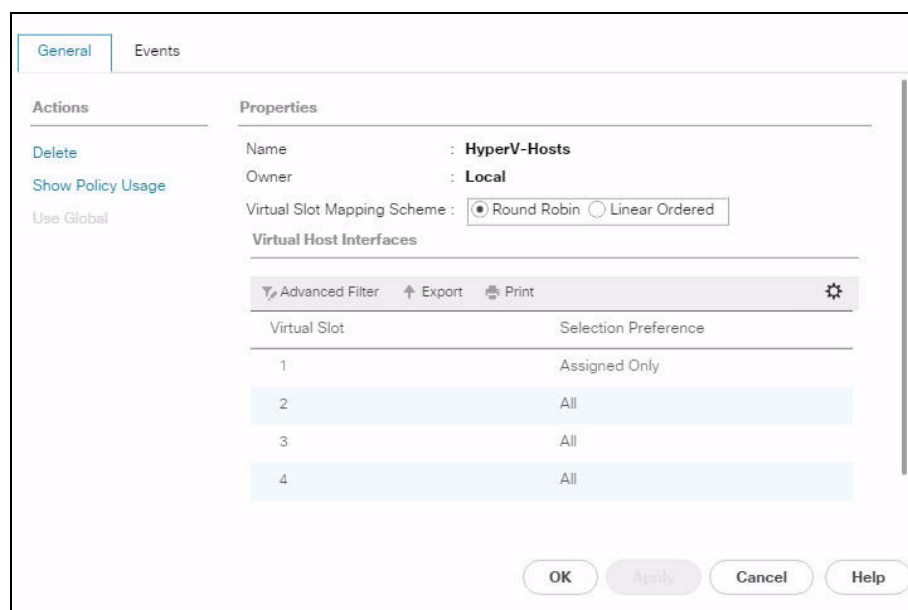 General Events
Actions
Properties
Delete
Show Policy Usage
Use Global
Name : HyperV-Hosts
Owner : Local
Virtual Slot Mapping Scheme : Round Robin Linear Ordered
Virtual Host Interfaces
Advanced Filter Export Print
Virtual Slot Selection Preference
1 Assigned Only
2 All
3 All
4 All
OK Apply Cancel Help